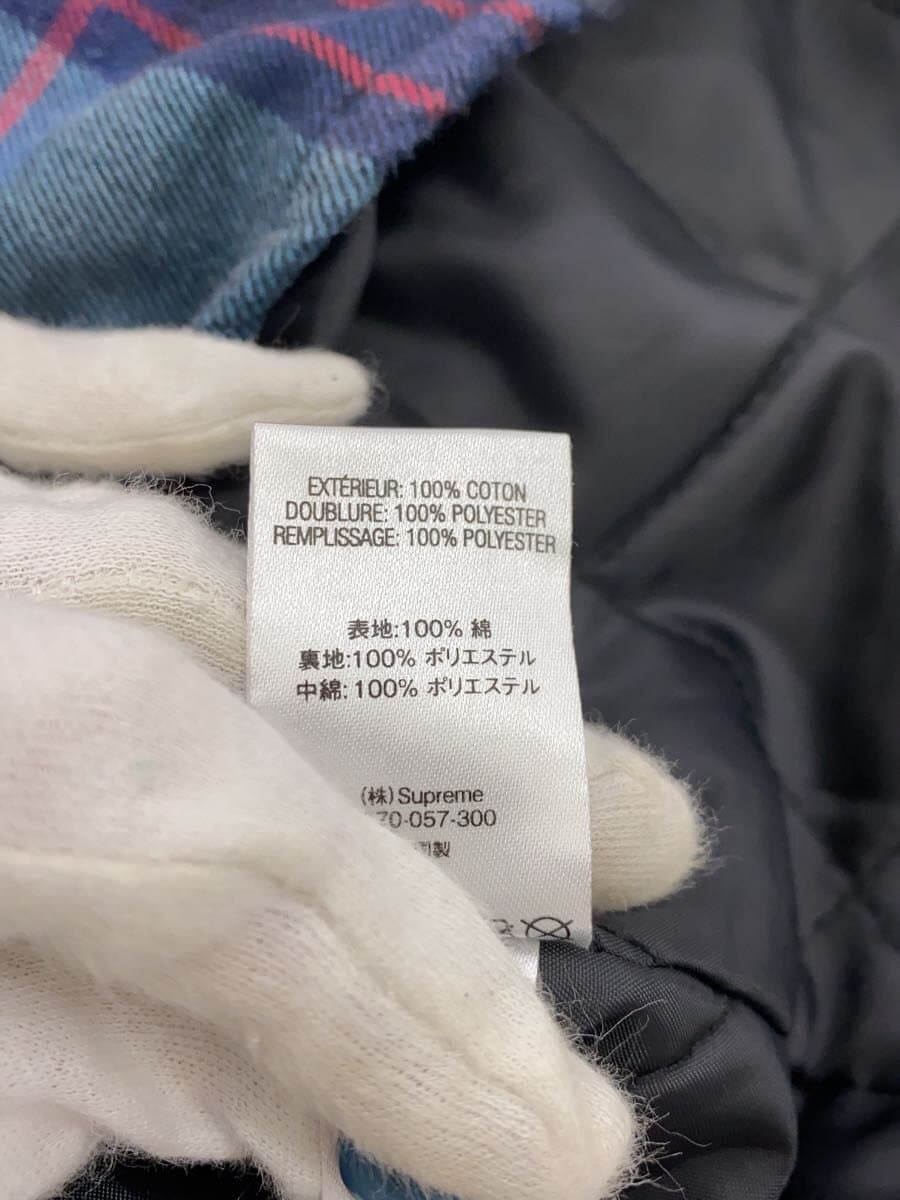 EXTÉRIEUR: 100% COTON
DOUBLURE: 100% POLYESTER
REMPLISSAGE: 100% POLYESTER
表地:100% 綿
裏地:100% ポリエステル
中綿:100% ポリエステル
(株)Supreme
70-057-300
製